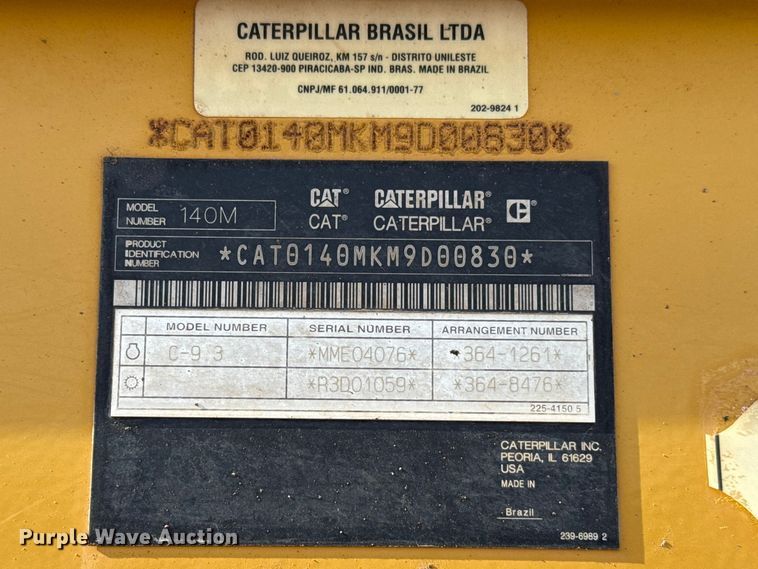 CATERPILLAR BRASIL LTDA
ROD. LUIZ QUEIROZ, KM 157 s/n - DISTRITO UNILESTE
CEP 13420-900 PIRACICABA-SP IND. BRAS. MADE IN BRAZIL
CNPJ/MF 61.064.911/0001-77
202-9824 1
*CAT0140MKM9D00830*
MODEL NUMBER 140M
CAT® CATERPILLAR®
CAT® CATERPILLAR®
PRODUCT IDENTIFICATION NUMBER *CAT0140MKM9D00830*
MODEL NUMBER SERIAL NUMBER ARRANGEMENT NUMBER
C-9.3 *MME04076* *364-1261*
*R3D01059* *364-8476*
225-4150 5
CATERPILLAR INC.
PEORIA, IL 61629
USA
MADE IN
Brazil
239-6989 2
Purple Wave Auction